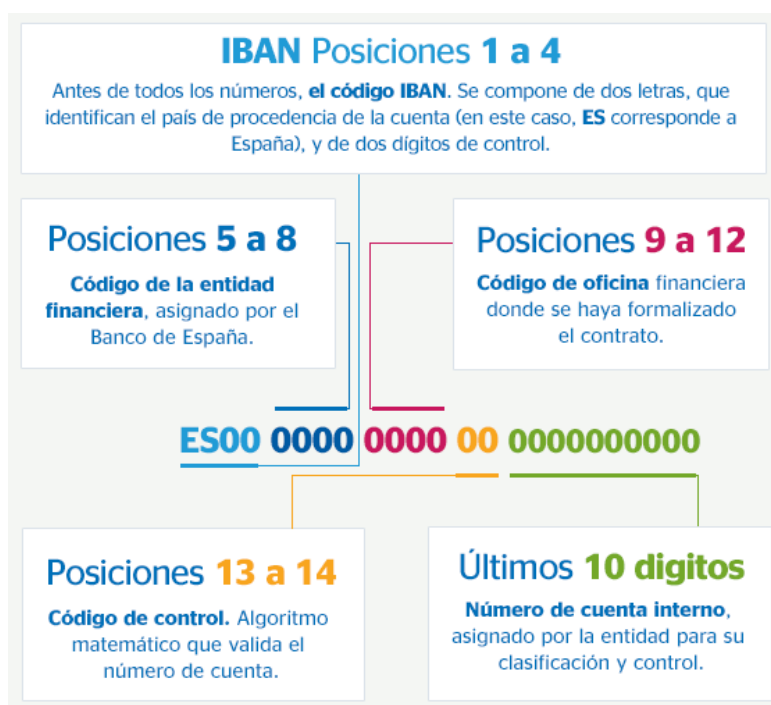 IBAN Posiciones 1 a 4
Antes de todos los números, el código IBAN. Se compone de dos letras, que
identifican el país de procedencia de la cuenta (en este caso, ES corresponde a
España), y de dos dígitos de control.
Posiciones 5 a 8
Código de la entidad
financiera, asignado por el
Banco de España.
Posiciones 9 a 12
Código de oficina financiera
donde se haya formalizado
el contrato.
ES00 0000 0000 00 0000000000
Posiciones 13 a 14
Código de control. Algoritmo
matemático que valida el
número de cuenta.
Últimos 10 digitos
Número de cuenta interno,
asignado por la entidad para su
clasificación y control.